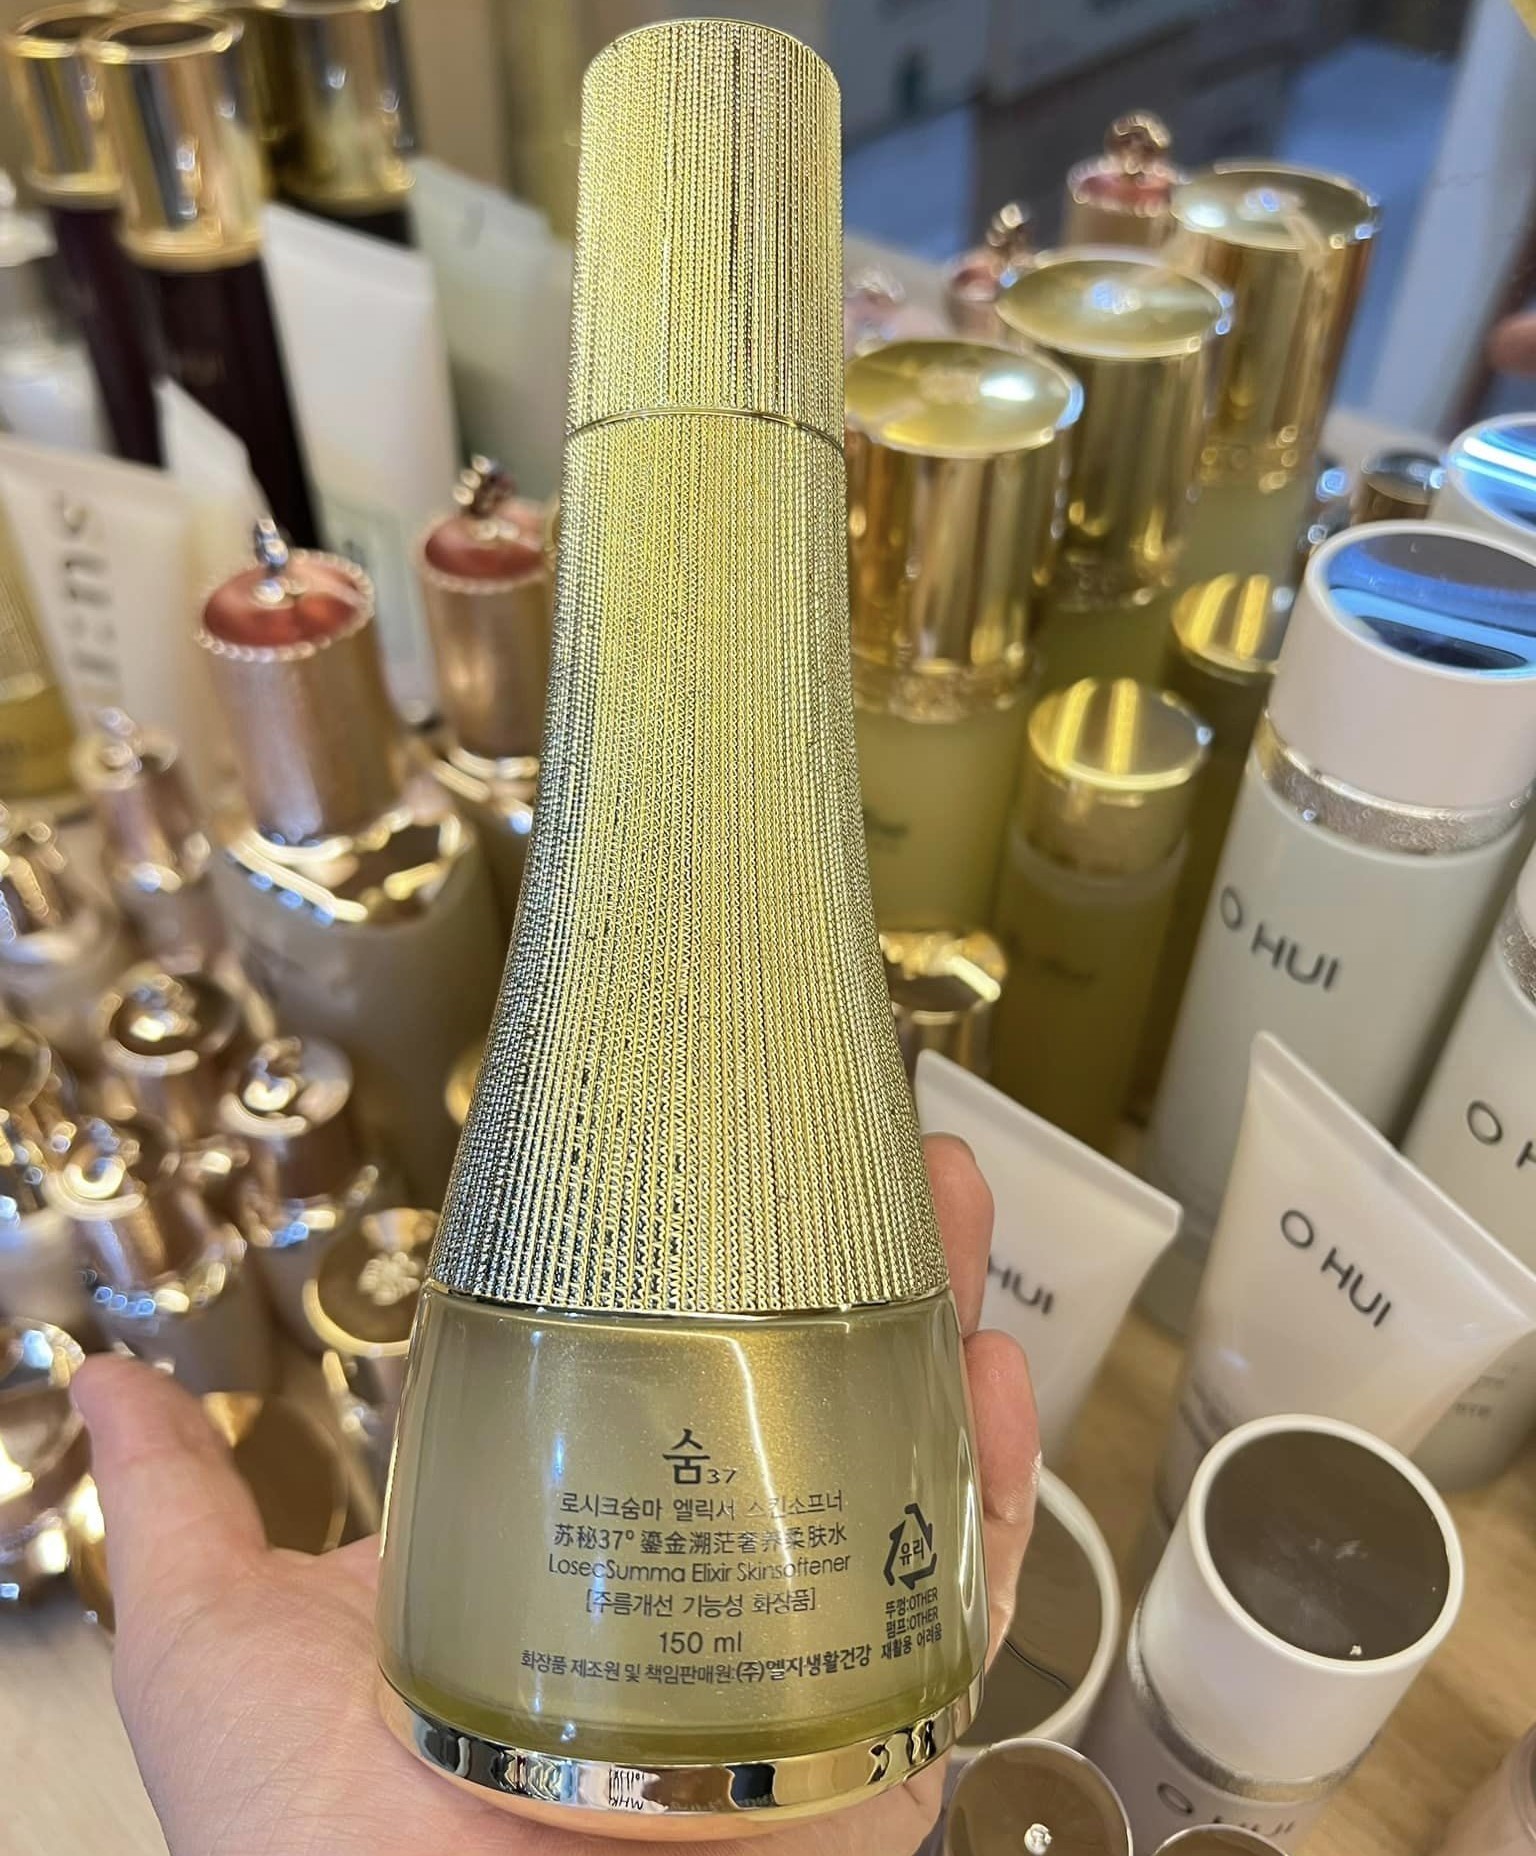 숨37
로시크숨마 엘릭서 스킨소프너
苏秘37° 鎏金溯茫奢养柔肤水
LosecSumma Elixir Skinsoftener
[주름개선 기능성 화장품]
150 ml
화장품 제조원 및 책임판매원:(주)엘지생활건강
유리
뚜껑:OTHER
펌프:OTHER
재활용 어려움
O HUI
O HUI
HUI
O